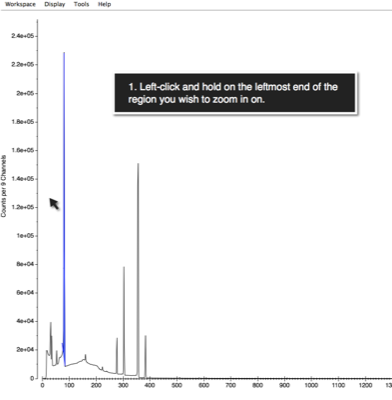 Workspace Display Tools Help
2.4e+05
2.2e+05
1. Left-click and hold on the leftmost end of the
region you wish to zoom in on.
2e+05
1.8e+05
1.6e+05
1.4e+05
1.2e+05
1e+05
8e+04
6e+04
4e+04
2e+04
0
Counts per 9 Channels
0 100 200 300 400 500 600 700 800 900 1000 1100 1200